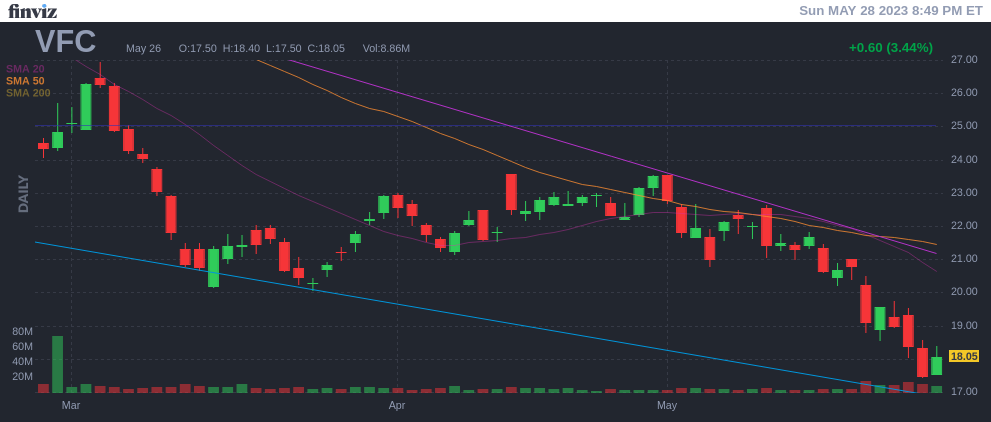 finviz
Sun MAY 28 2023 8:49 PM ET
VFC
May 26 O:17.50 H:18.40 L:17.50 C:18.05 Vol:8.86M
+0.60 (3.44%)
SMA 20
SMA 50
SMA 200
DAILY
27.00
26.00
25.00
24.00
23.00
22.00
21.00
20.00
19.00
18.05
17.00
80M
60M
40M
20M
Mar Apr May